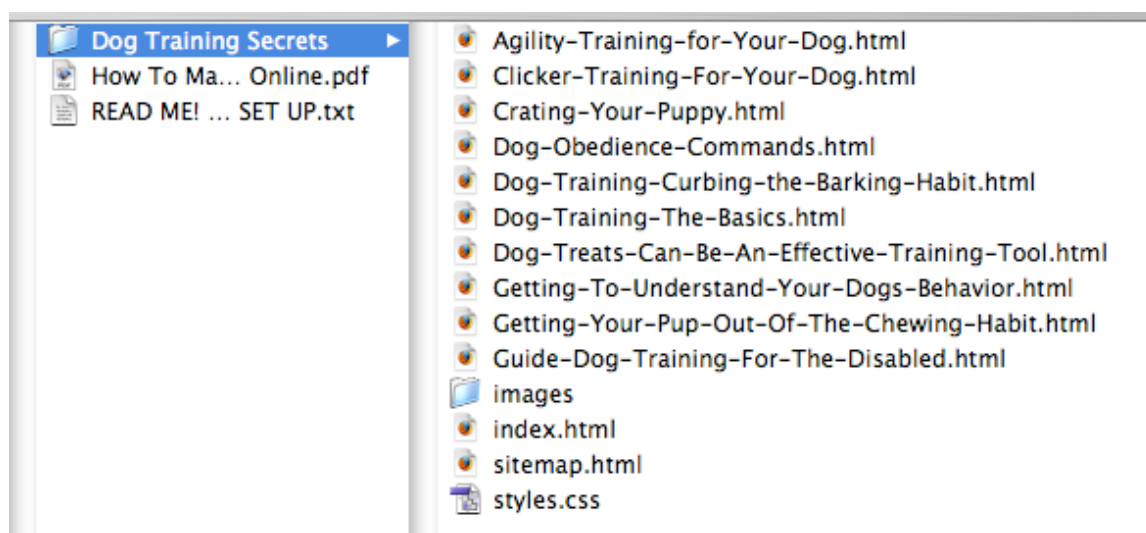 Dog Training Secrets
How To Ma... Online.pdf
READ ME! ... SET UP.txt
Agility-Training-for-Your-Dog.html
Clicker-Training-For-Your-Dog.html
Crating-Your-Puppy.html
Dog-Obedience-Commands.html
Dog-Training-Curbing-the-Barking-Habit.html
Dog-Training-The-Basics.html
Dog-Treats-Can-Be-An-Effective-Training-Tool.html
Getting-To-Understand-Your-Dogs-Behavior.html
Getting-Your-Pup-Out-Of-The-Chewing-Habit.html
Guide-Dog-Training-For-The-Disabled.html
images
index.html
sitemap.html
styles.css